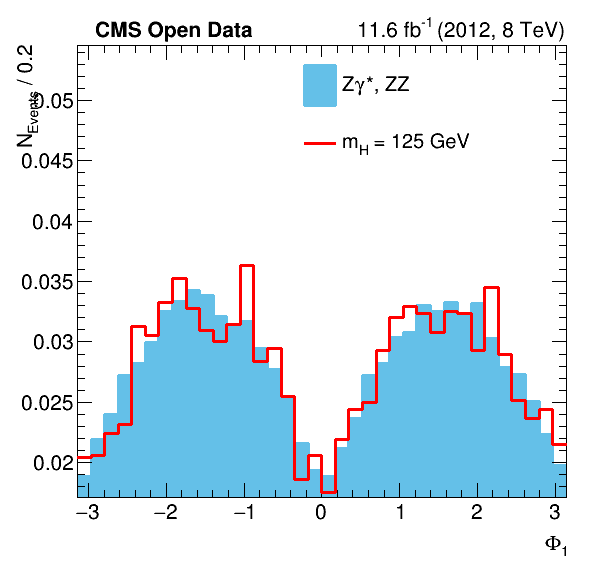 CMS Open Data
11.6 fb⁻¹ (2012, 8 TeV)
N_Events / 0.2
Zγ*, ZZ
m_H = 125 GeV
0.05
0.045
0.04
0.035
0.03
0.025
0.02
−3 −2 −1 0 1 2 3
Φ₁